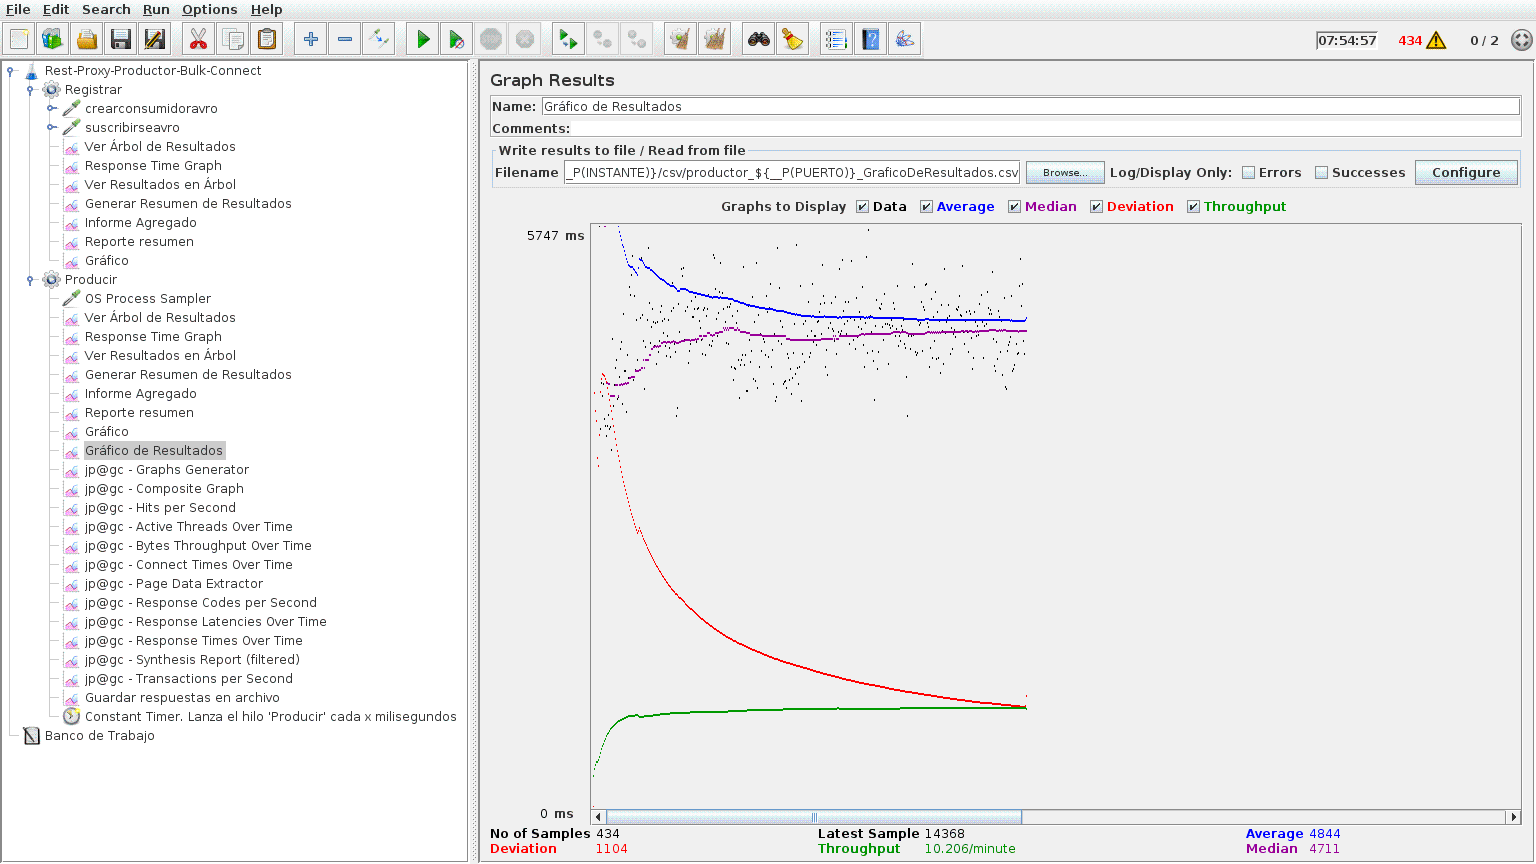 File Edit Search Run Options Help
07:54:57 434 0 / 2
Rest-Proxy-Productor-Bulk-Connect
Registrar
crearconsumidoravro
suscribirseavro
Ver Árbol de Resultados
Response Time Graph
Ver Resultados en Árbol
Generar Resumen de Resultados
Informe Agregado
Reporte resumen
Gráfico
Producir
OS Process Sampler
Ver Árbol de Resultados
Response Time Graph
Ver Resultados en Árbol
Generar Resumen de Resultados
Informe Agregado
Reporte resumen
Gráfico
Gráfico de Resultados
jp@gc - Graphs Generator
jp@gc - Composite Graph
jp@gc - Hits per Second
jp@gc - Active Threads Over Time
jp@gc - Bytes Throughput Over Time
jp@gc - Connect Times Over Time
jp@gc - Page Data Extractor
jp@gc - Response Codes per Second
jp@gc - Response Latencies Over Time
jp@gc - Response Times Over Time
jp@gc - Synthesis Report (filtered)
jp@gc - Transactions per Second
Guardar respuestas en archivo
Constant Timer. Lanza el hilo 'Producir' cada x milisegundos
Banco de Trabajo
Graph Results
Name: Gráfico de Resultados
Comments:
Write results to file / Read from file
Filename _P(INSTANTE)}/csv/productor_${__P(PUERTO)}_GraficoDeResultados.csv Browse... Log/Display Only: Errors Successes Configure
Graphs to Display Data Average Median Deviation Throughput
5747 ms
0 ms
No of Samples 434 Latest Sample 14368 Average 4844
Deviation 1104 Throughput 10.206/minute Median 4711